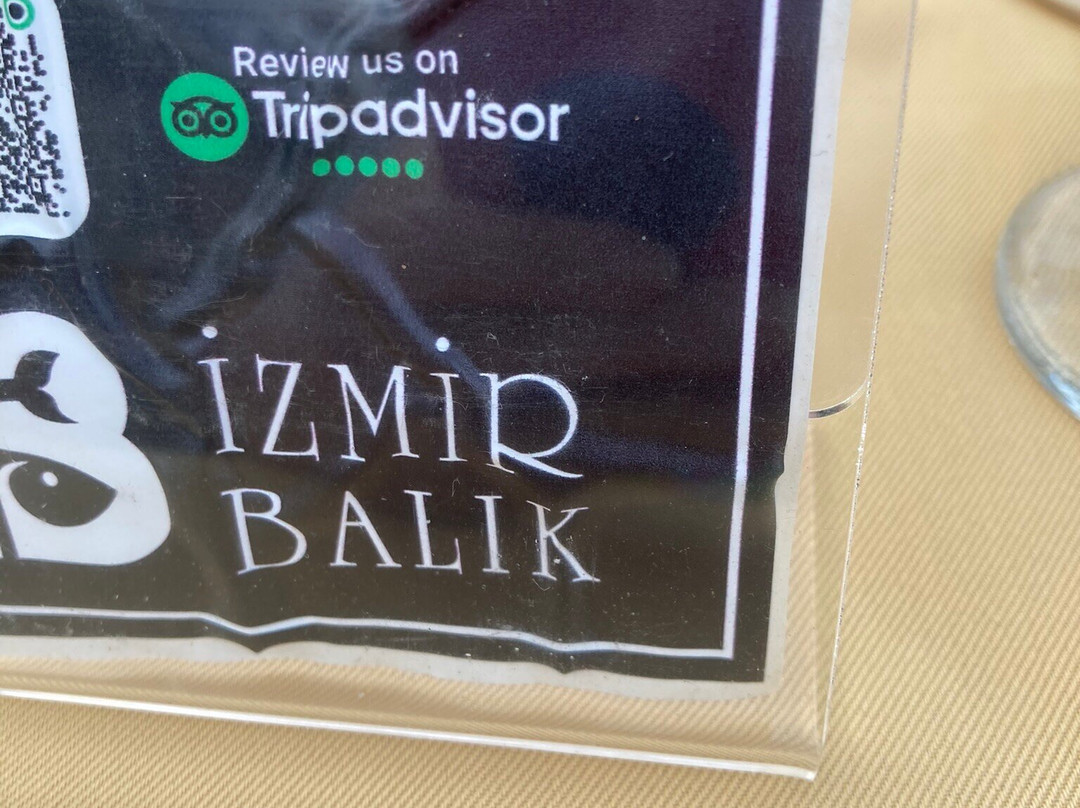 Review us on
Tripadvisor
İZMİR
BALIK